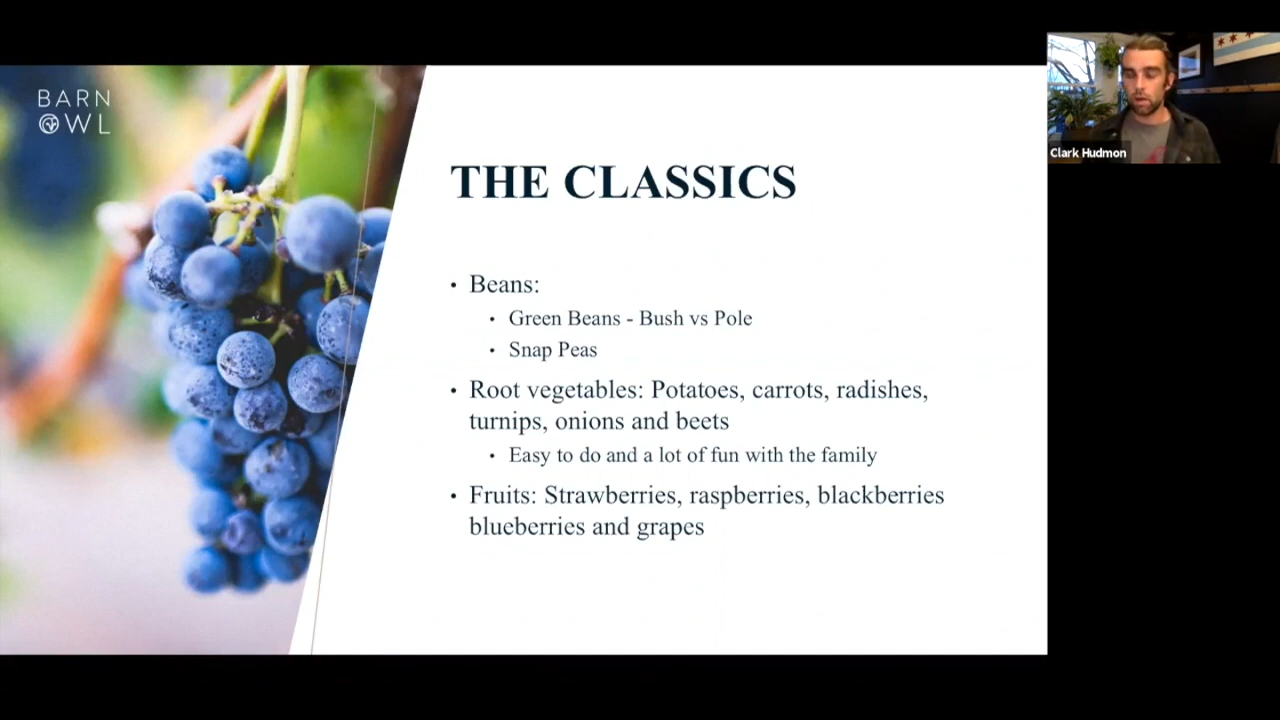 BARN
OWL
Clark Hudmon
THE CLASSICS
• Beans:
• Green Beans - Bush vs Pole
• Snap Peas
• Root vegetables: Potatoes, carrots, radishes,
turnips, onions and beets
• Easy to do and a lot of fun with the family
• Fruits: Strawberries, raspberries, blackberries
blueberries and grapes